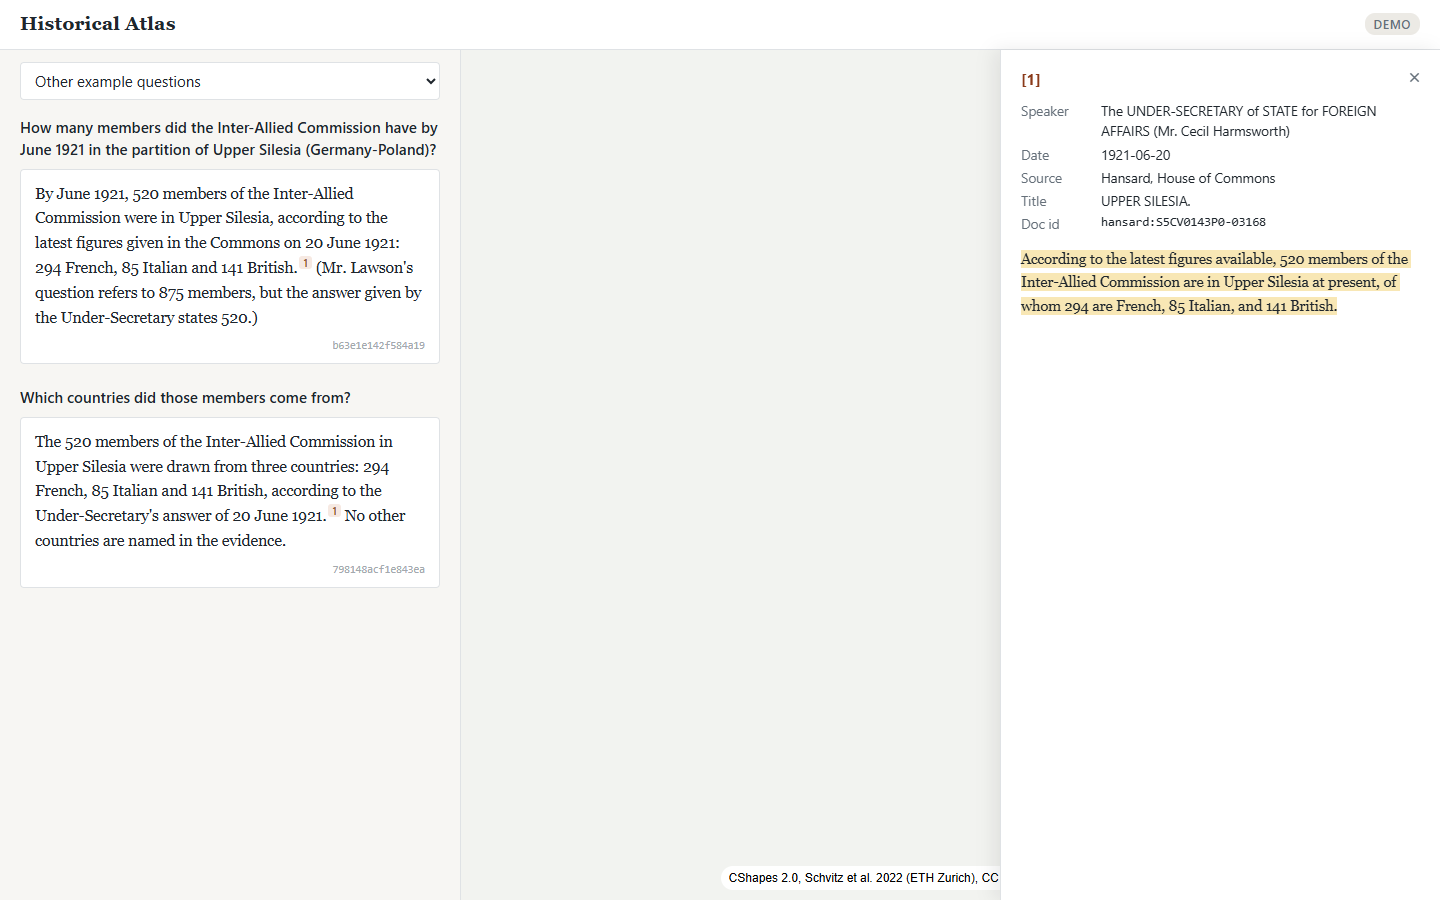 Historical Atlas
DEMO
Other example questions
How many members did the Inter-Allied Commission have by
June 1921 in the partition of Upper Silesia (Germany-Poland)?
By June 1921, 520 members of the Inter-Allied
Commission were in Upper Silesia, according to the
latest figures given in the Commons on 20 June 1921:
294 French, 85 Italian and 141 British. 1 (Mr. Lawson's
question refers to 875 members, but the answer given by
the Under-Secretary states 520.)
b63e1e142f584a19
Which countries did those members come from?
The 520 members of the Inter-Allied Commission in
Upper Silesia were drawn from three countries: 294
French, 85 Italian and 141 British, according to the
Under-Secretary's answer of 20 June 1921. 1 No other
countries are named in the evidence.
798148acf1e843ea
CShapes 2.0, Schvitz et al. 2022 (ETH Zurich), CC
[1]
×
Speaker The UNDER-SECRETARY of STATE for FOREIGN
AFFAIRS (Mr. Cecil Harmsworth)
Date 1921-06-20
Source Hansard, House of Commons
Title UPPER SILESIA.
Doc id hansard:S5CV0143P0-03168
According to the latest figures available, 520 members of the
Inter-Allied Commission are in Upper Silesia at present, of
whom 294 are French, 85 Italian, and 141 British.